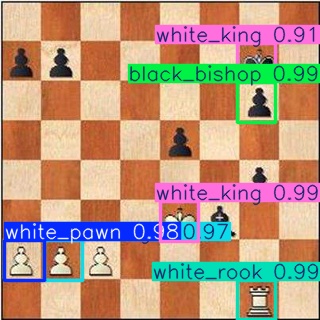 white_king 0.91
black_bishop 0.99
white_king 0.99
white_pawn 0.98 0.97
white_rook 0.99